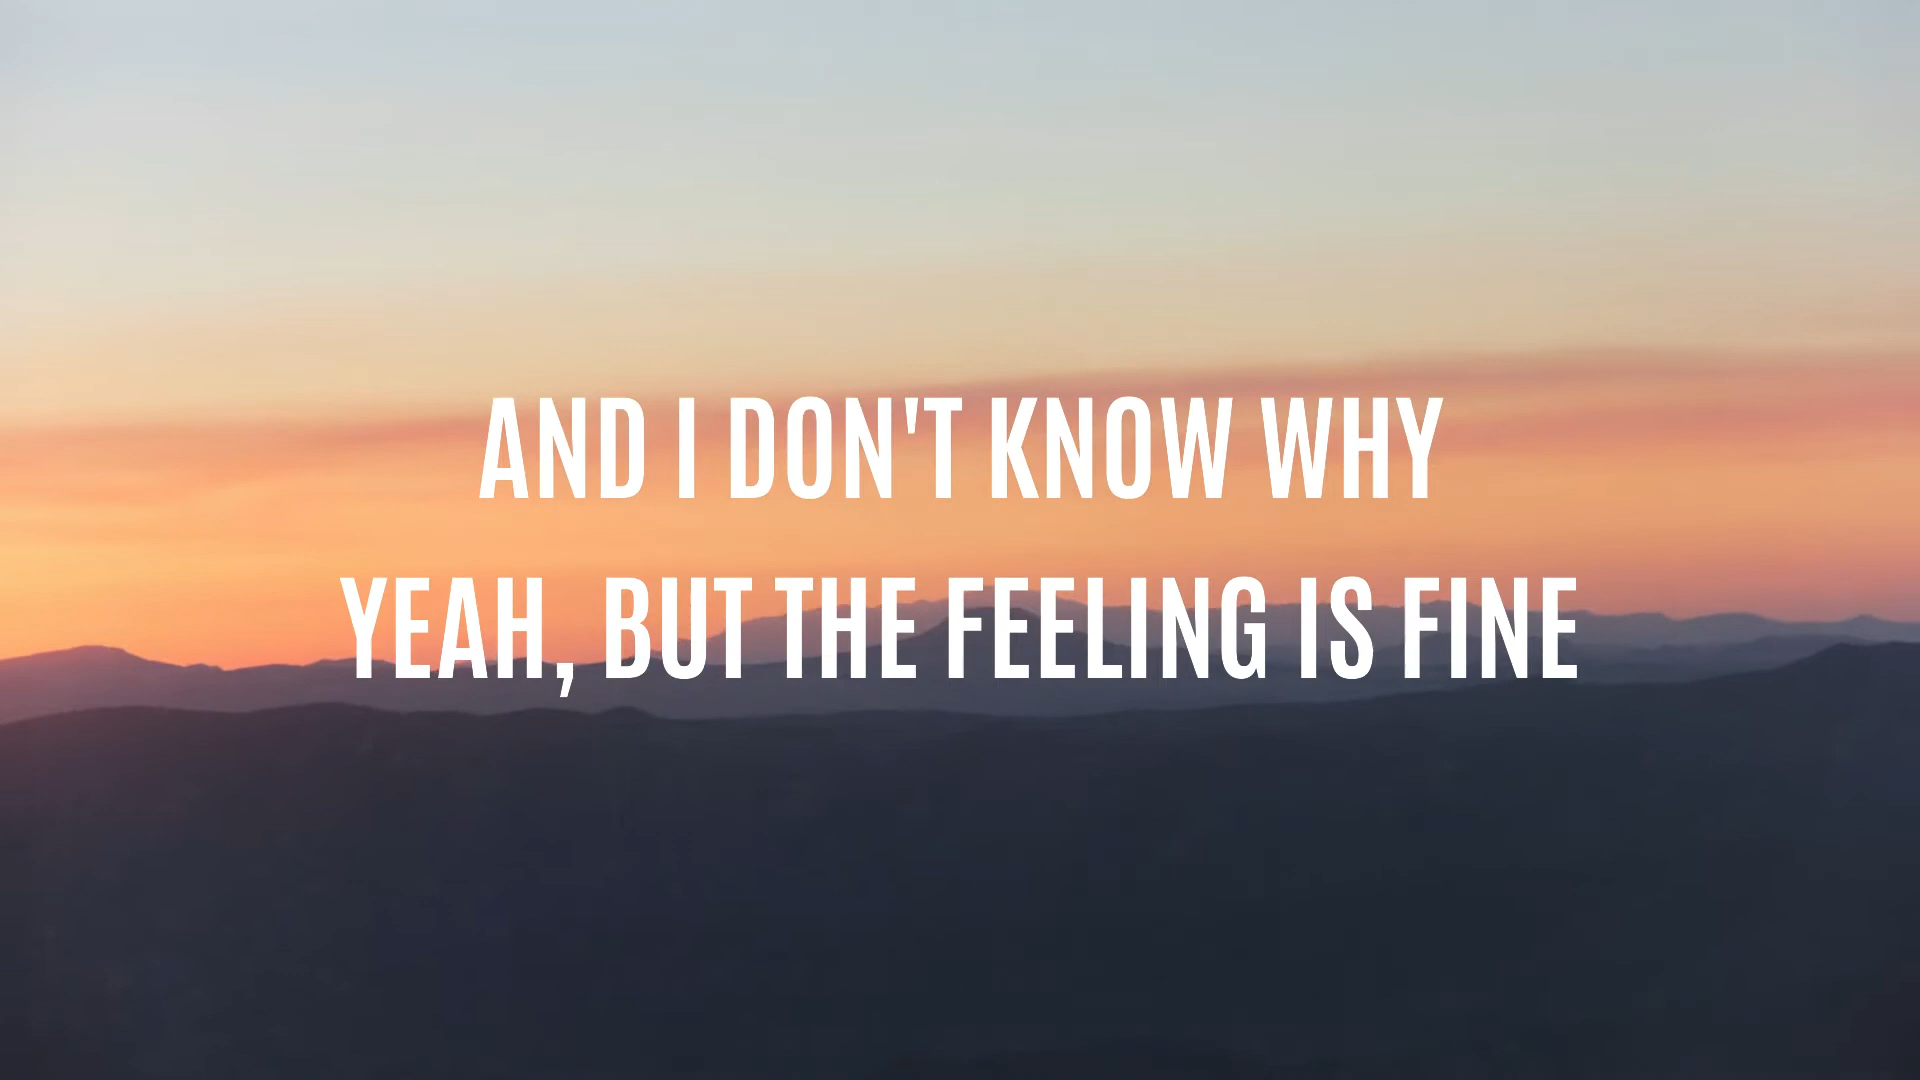 AND I DON'T KNOW WHY
YEAH, BUT THE FEELING IS FINE